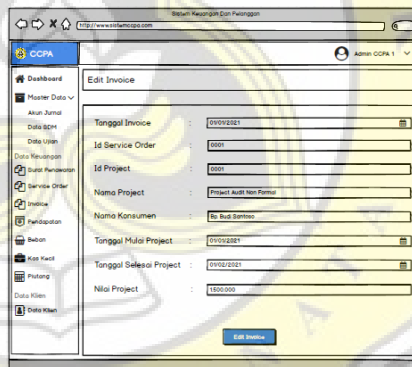 Sistem Keuangan Dan Pelanggan
http://www.sistemccpa.com
CCPA
Admin CCPA 1
Dashboard
Edit Invoice
Master Data
Akun Jurnal
Data SDM
Data Ujian
Data Keuangan
Surat Penawaran
Service Order
Invoice
Pendapatan
Beban
Kas Kecil
Piutang
Data Klien
Data Klien
Tanggal Invoice : 01/01/2021
Id Service Order : 0001
Id Project : 0001
Nama Project : Project Audit Non Formal
Nama Konsumen : Bp. Budi Santoso
Tanggal Mulai Project : 01/01/2021
Tanggal Selesai Project : 01/02/2021
Nilai Project : 1.500.000
Edit Invoice